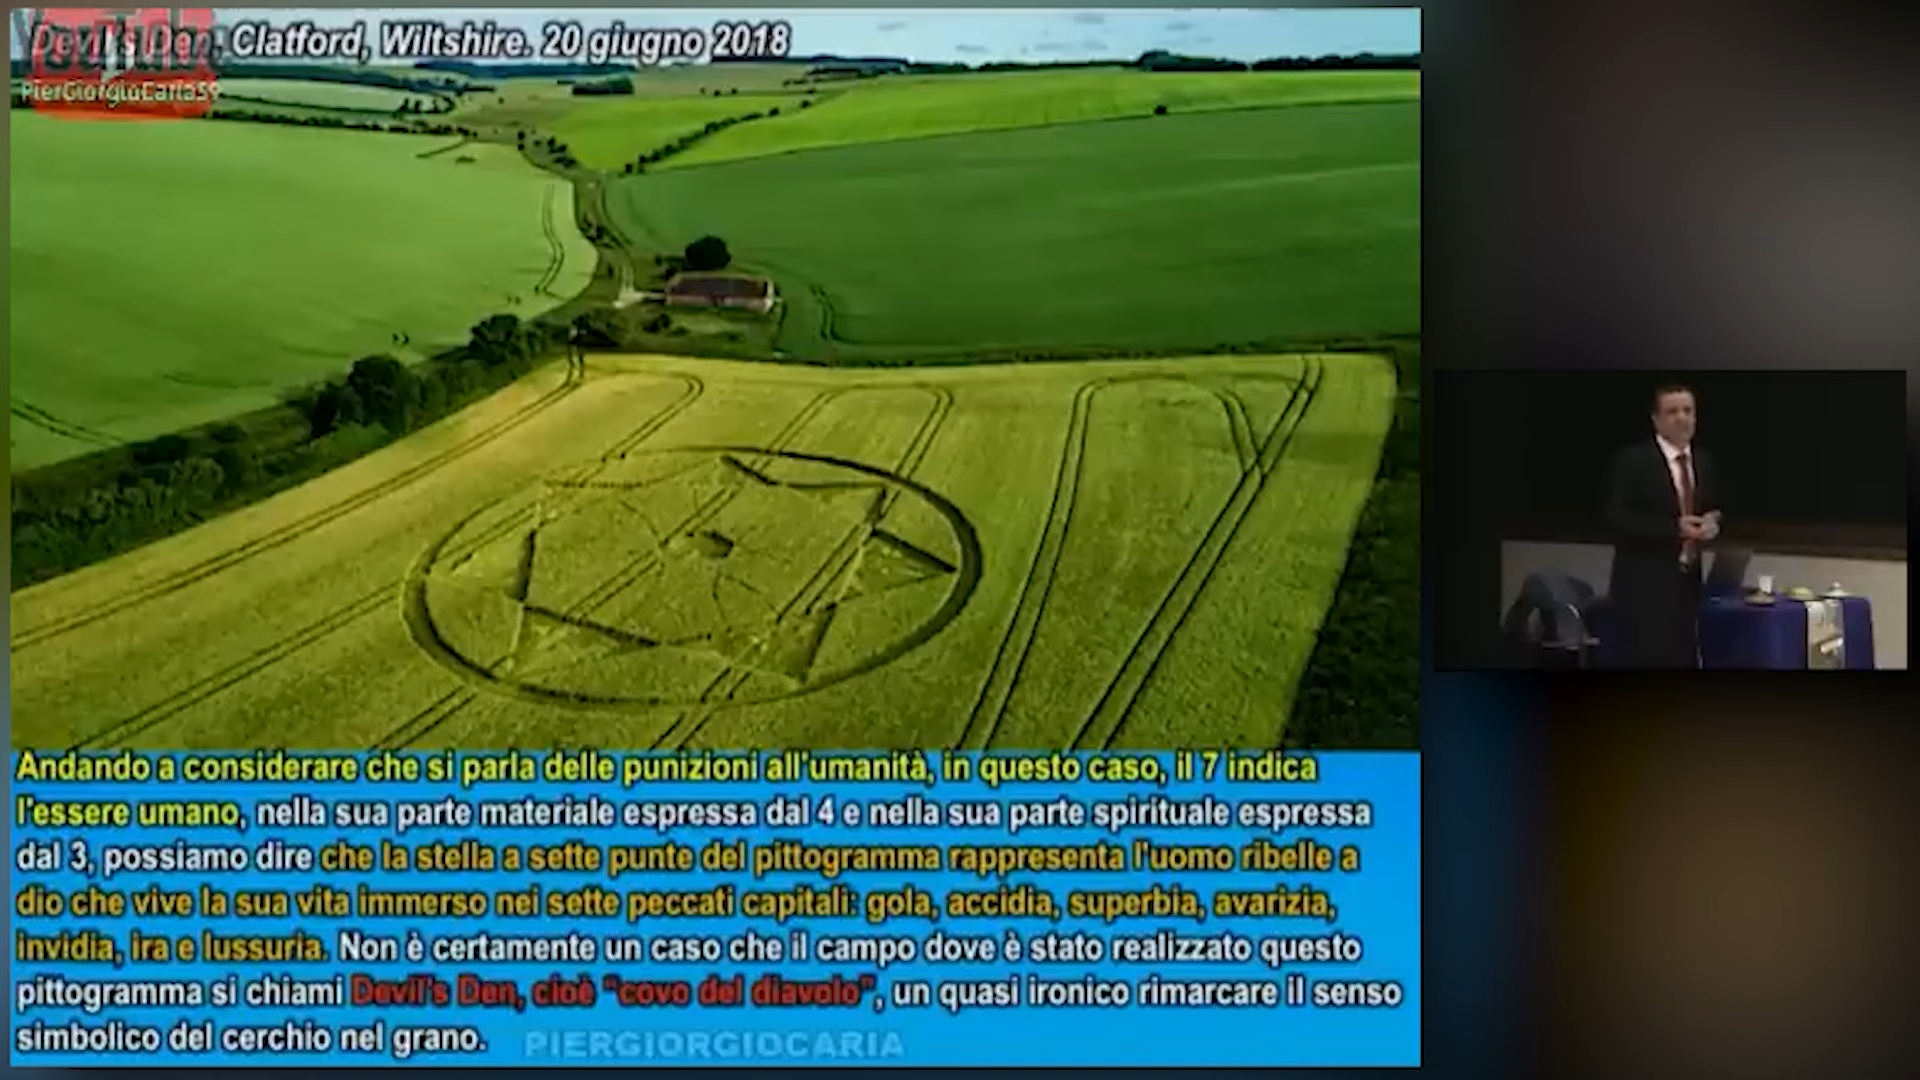 YouTube
Devil's Den, Clatford, Wiltshire. 20 giugno 2018
PierGiorgioCaria59
Andando a considerare che si parla delle punizioni all'umanità, in questo caso, il 7 indica
l'essere umano, nella sua parte materiale espressa dal 4 e nella sua parte spirituale espressa
dal 3, possiamo dire che la stella a sette punte del pittogramma rappresenta l'uomo ribelle a
dio che vive la sua vita immerso nei sette peccati capitali: gola, accidia, superbia, avarizia,
invidia, ira e lussuria. Non è certamente un caso che il campo dove è stato realizzato questo
pittogramma si chiami Devil's Den, cioè "covo del diavolo", un quasi ironico rimarcare il senso
simbolico del cerchio nel grano.
PIERGIORGIOCARIA